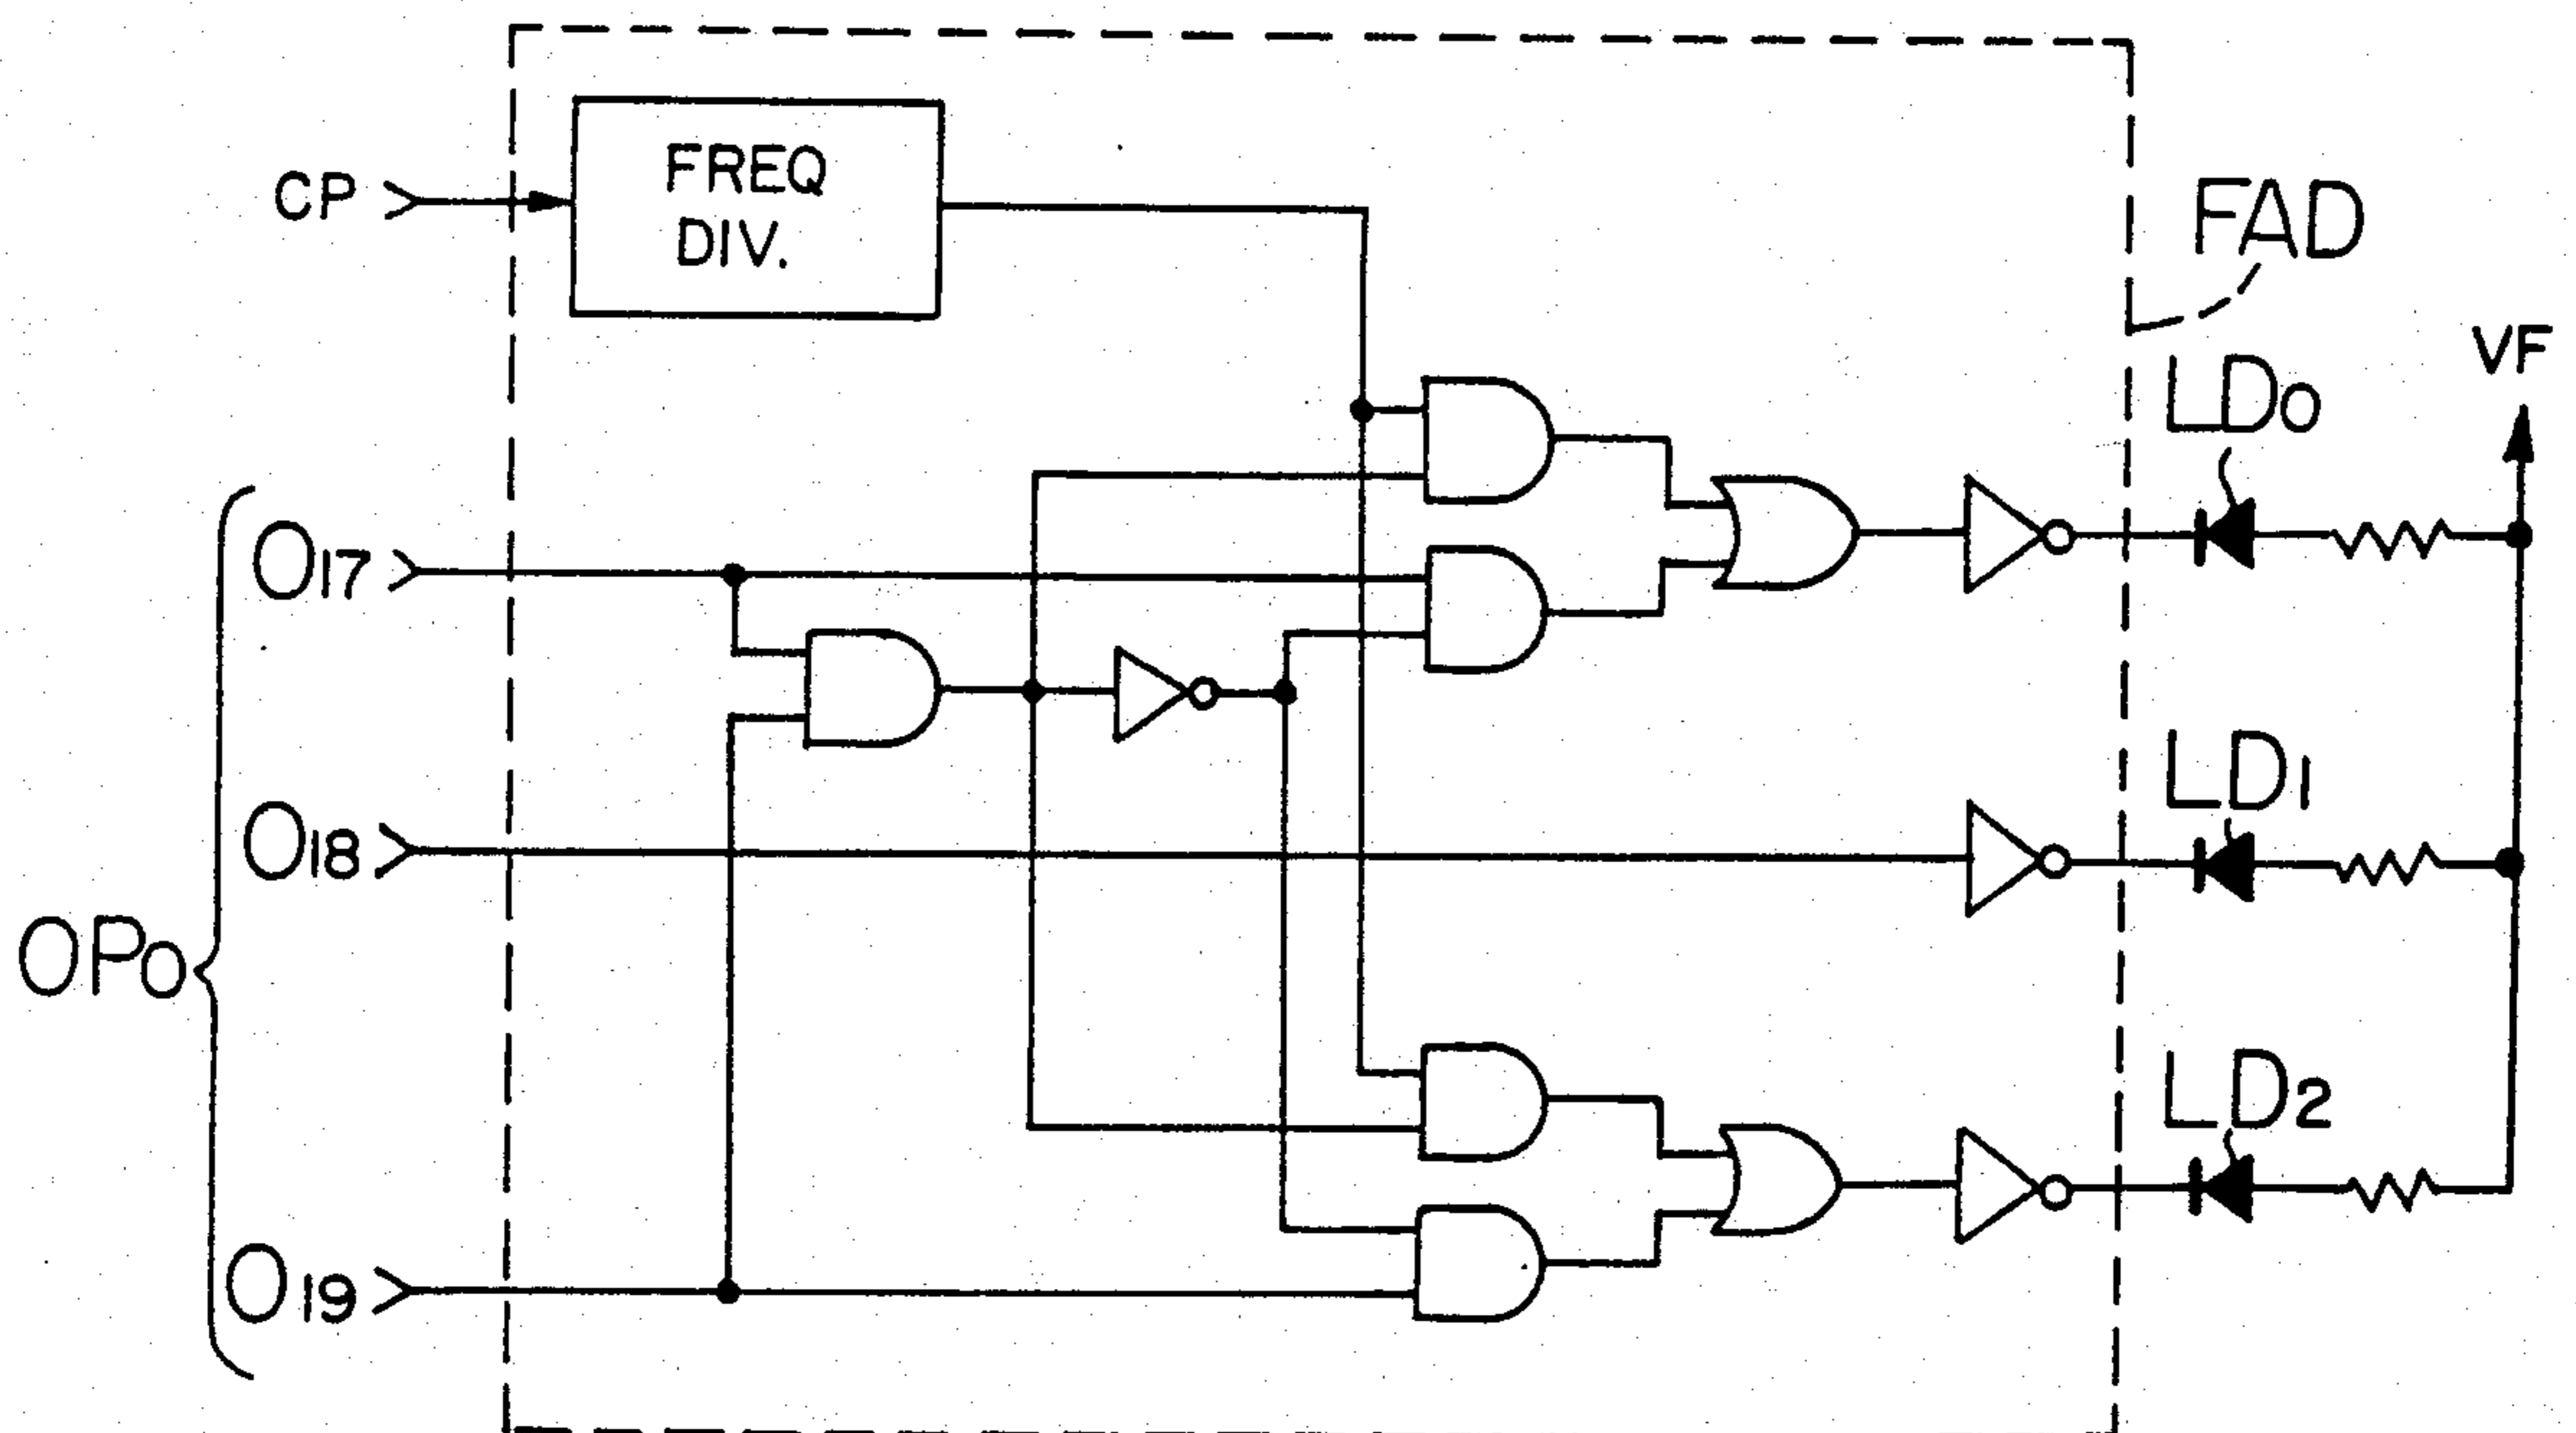 CP
FREQ
DIV.
FAD
VF
LD0
O17
LD1
O18
OP0
LD2
O19